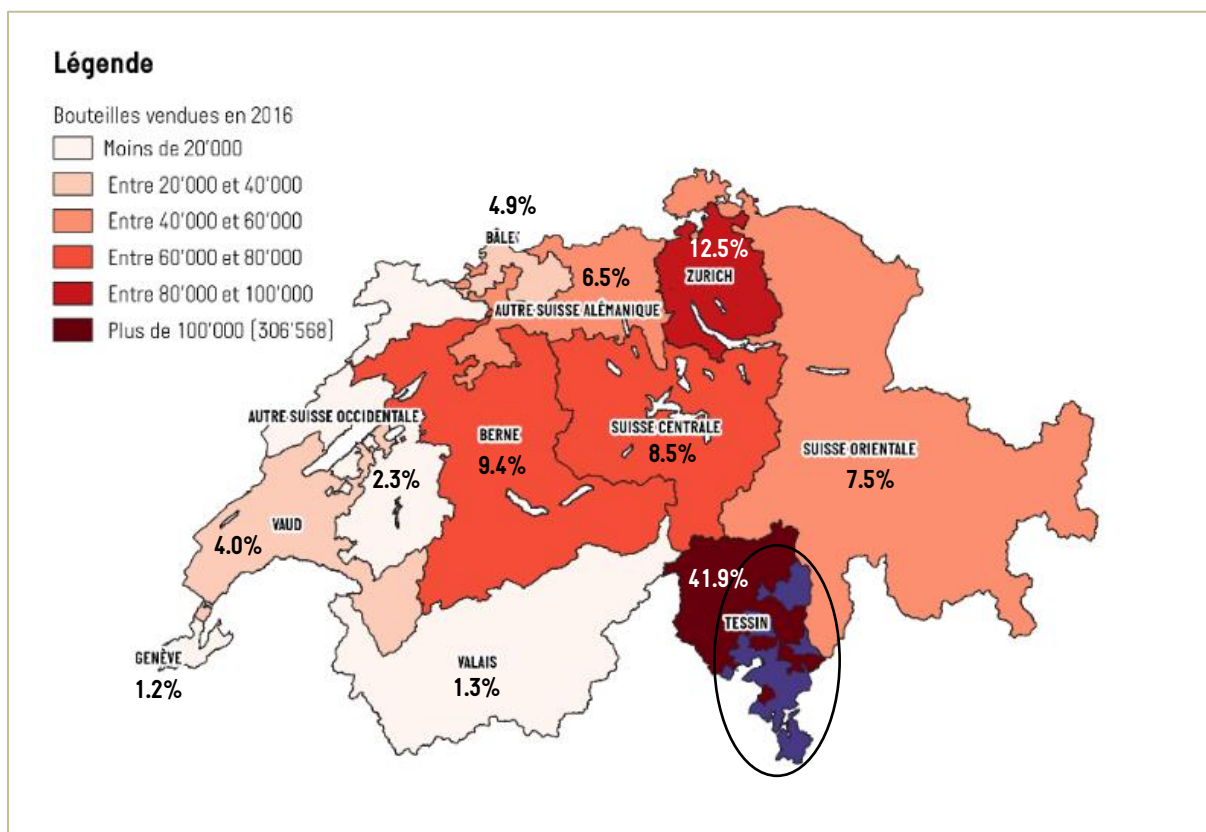 Légende
Bouteilles vendues en 2016
Moins de 20'000
Entre 20'000 et 40'000
Entre 40'000 et 60'000
Entre 60'000 et 80'000
Entre 80'000 et 100'000
Plus de 100'000 (306'568)
4.9%
BÂLE
12.5%
ZURICH
6.5%
AUTRE SUISSE ALÉMANIQUE
AUTRE SUISSE OCCIDENTALE
2.3%
BERNE
9.4%
SUISSE CENTRALE
8.5%
SUISSE ORIENTALE
7.5%
VAUD
4.0%
41.9%
TESSIN
GENÈVE
1.2%
VALAIS
1.3%